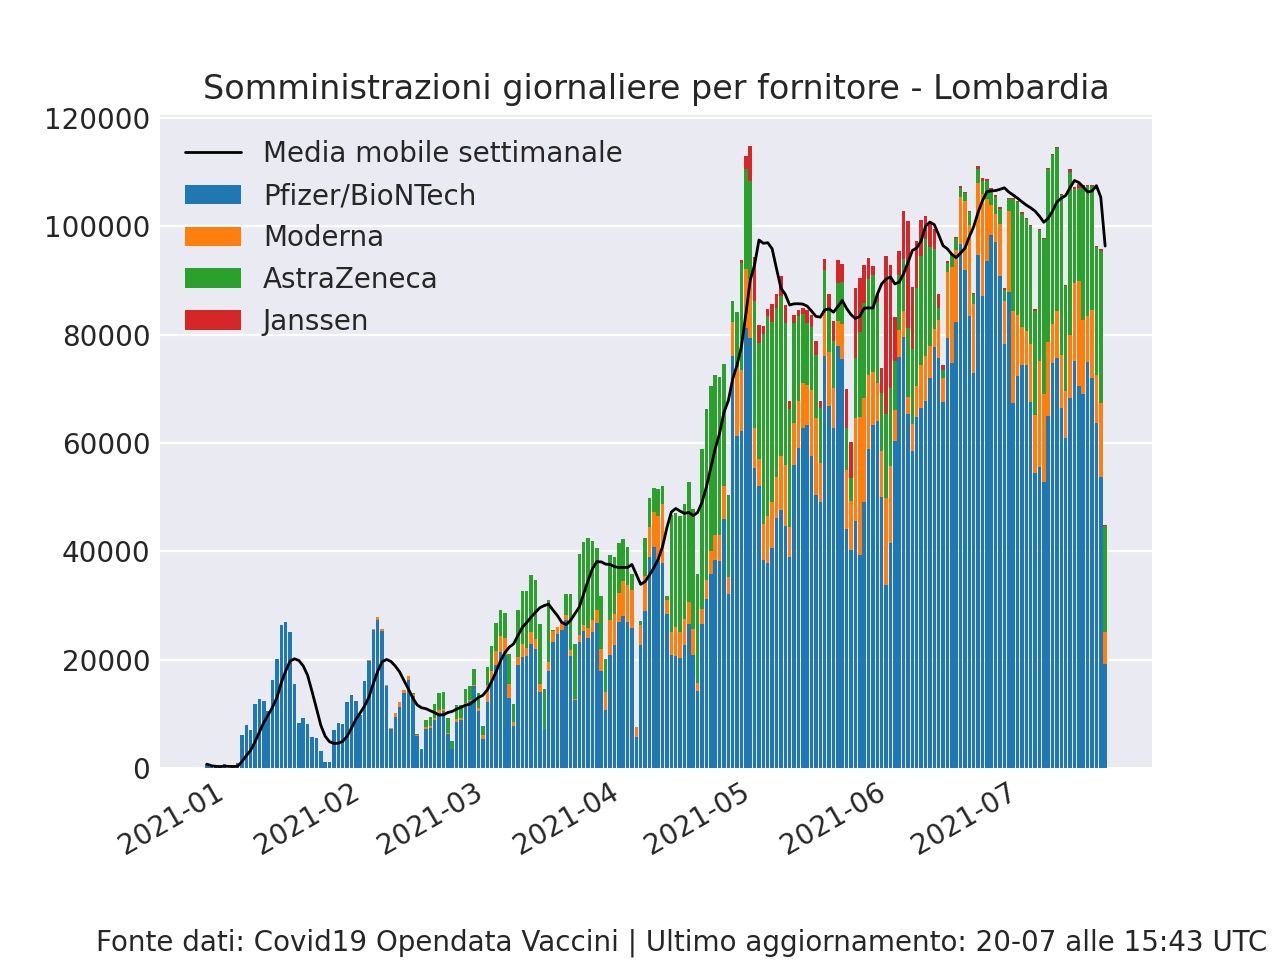 Somministrazioni giornaliere per fornitore - Lombardia
120000
100000
80000
60000
40000
20000
0
Media mobile settimanale
Pfizer/BioNTech
Moderna
AstraZeneca
Janssen
2021-01
2021-02
2021-03
2021-04
2021-05
2021-06
2021-07
Fonte dati: Covid19 Opendata Vaccini | Ultimo aggiornamento: 20-07 alle 15:43 UTC